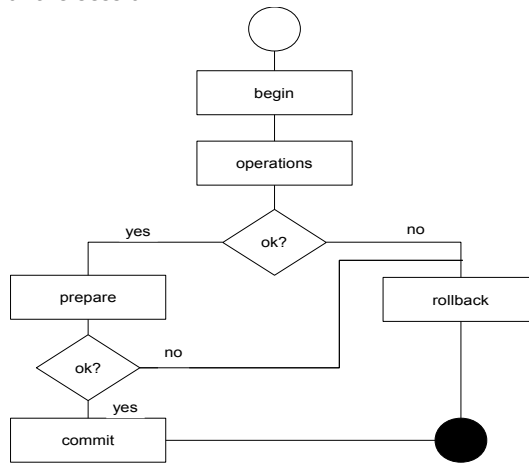 begin
operations
yes
ok?
no
prepare
rollback
ok?
no
yes
commit